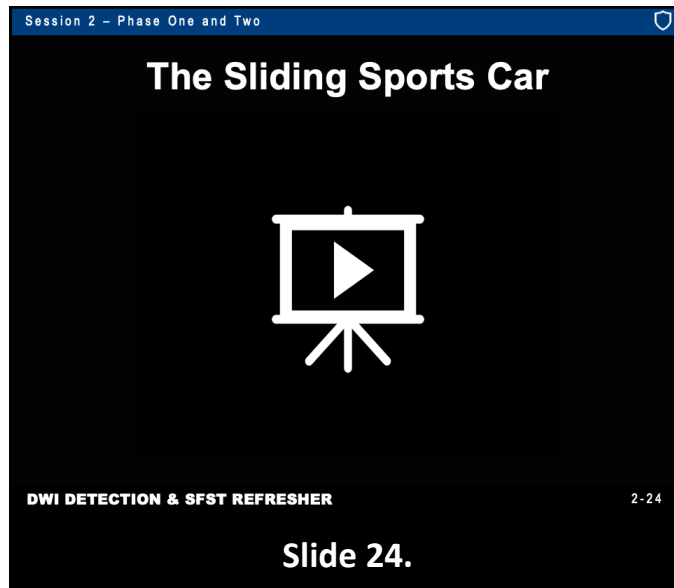 Session 2 – Phase One and Two
The Sliding Sports Car
DWI DETECTION & SFST REFRESHER
2-24
Slide 24.